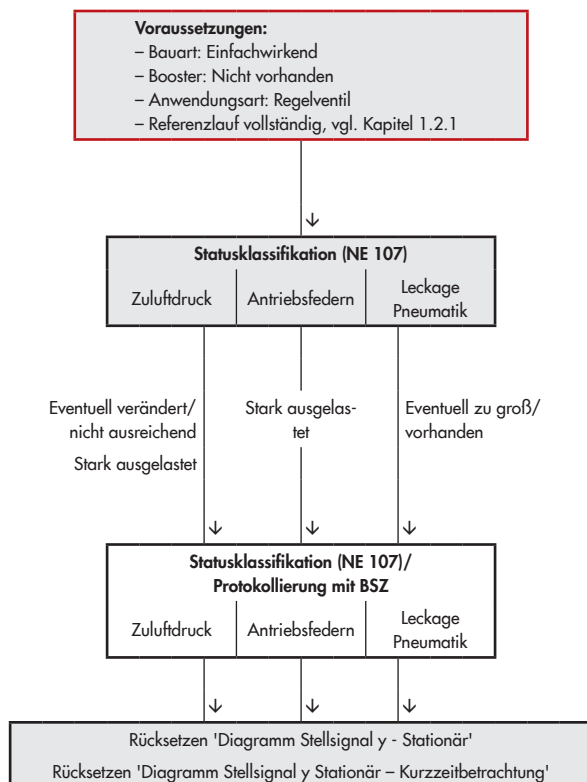 Voraussetzungen:
– Bauart: Einfachwirkend
– Booster: Nicht vorhanden
– Anwendungsart: Regelventil
– Referenzlauf vollständig, vgl. Kapitel 1.2.1
Statusklassifikation (NE 107)
Zuluftdruck
Antriebsfedern
Leckage
Pneumatik
Eventuell verändert/
nicht ausreichend
Stark ausgelastet
Stark ausgelas-
tet
Eventuell zu groß/
vorhanden
Statusklassifikation (NE 107)/
Protokollierung mit BSZ
Zuluftdruck
Antriebsfedern
Leckage
Pneumatik
Rücksetzen 'Diagramm Stellsignal y - Stationär'
Rücksetzen 'Diagramm Stellsignal y Stationär – Kurzzeitbetrachtung'